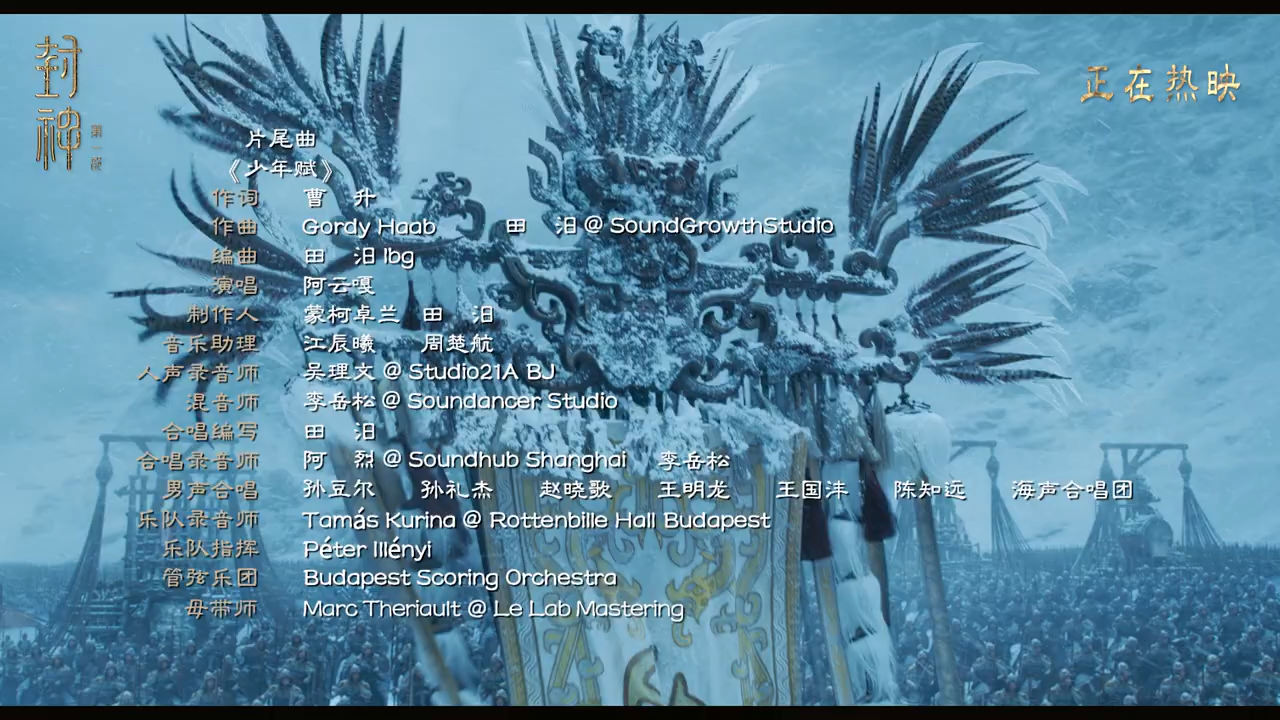 封神
第一部
正在热映
片尾曲
《少年赋》
作词 曹 升
作曲 Gordy Haab 田 汨 @ SoundGrowthStudio
编曲 田 汨 lbg
演唱 阿云嘎
制作人 蒙柯卓兰 田 汨
音乐助理 江辰曦 周楚航
人声录音师 吴理文 @ Studio21A BJ
混音师 李岳松 @ Soundancer Studio
合唱编写 田 汨
合唱录音师 阿 烈 @ Soundhub Shanghai 李岳松
男声合唱 孙豆尔 孙礼杰 赵晓歌 王明龙 王国沣 陈知远 海声合唱团
乐队录音师 Tamás Kurina @ Rottenbille Hall Budapest
乐队指挥 Péter Illényi
管弦乐团 Budapest Scoring Orchestra
母带师 Marc Theriault @ Le Lab Mastering